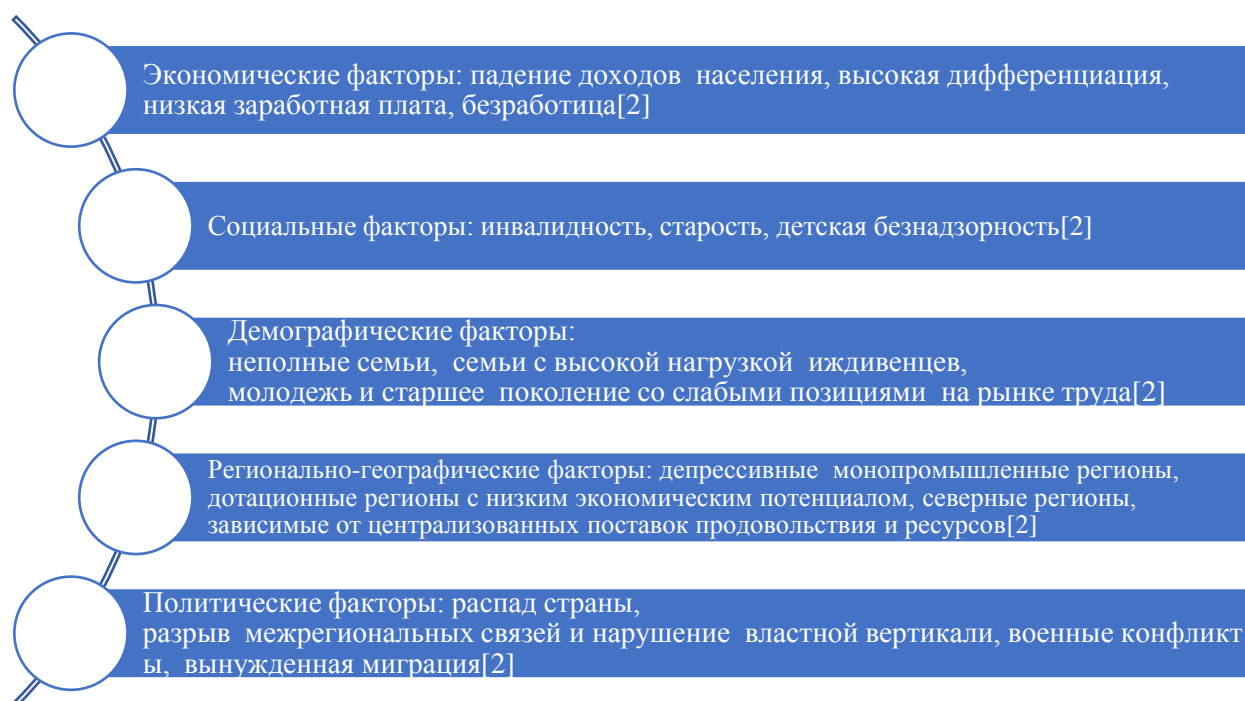 Экономические факторы: падение доходов населения, высокая дифференциация,
низкая заработная плата, безработица[2]
Социальные факторы: инвалидность, старость, детская безнадзорность[2]
Демографические факторы:
неполные семьи, семьи с высокой нагрузкой иждивенцев,
молодежь и старшее поколение со слабыми позициями на рынке труда[2]
Регионально-географические факторы: депрессивные монопромышленные регионы,
дотационные регионы с низким экономическим потенциалом, северные регионы,
зависимые от централизованных поставок продовольствия и ресурсов[2]
Политические факторы: распад страны,
разрыв межрегиональных связей и нарушение властной вертикали, военные конфликт
ы, вынужденная миграция[2]